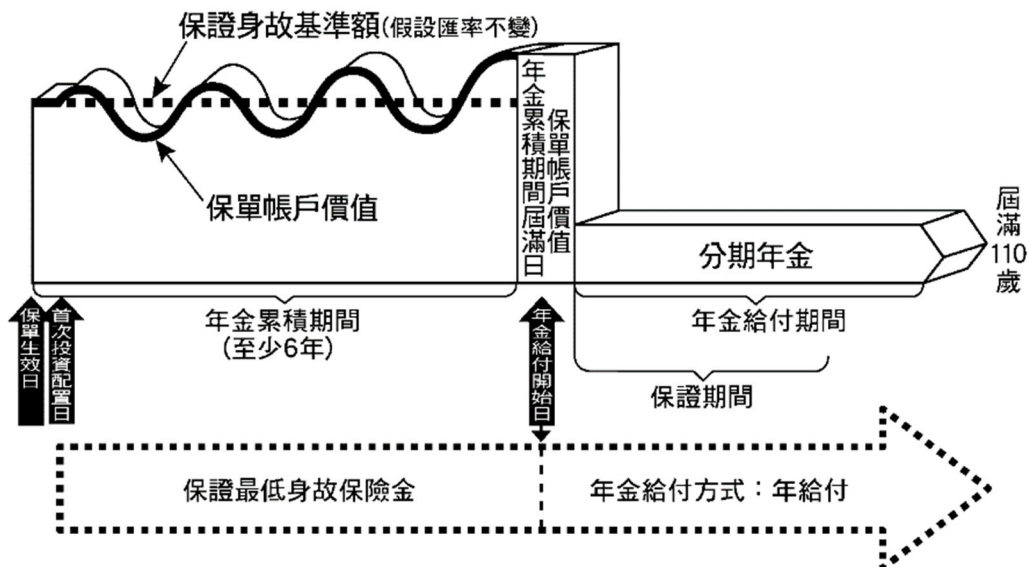 保證身故基準額(假設匯率不變)
保單帳戶價值
年金累積期間屆滿日
保單帳戶價值
分期年金
屆滿110歲
保單生效日
首次投資配置日
年金累積期間
(至少6年)
年金給付開始日
年金給付期間
保證期間
保證最低身故保險金
年金給付方式：年給付